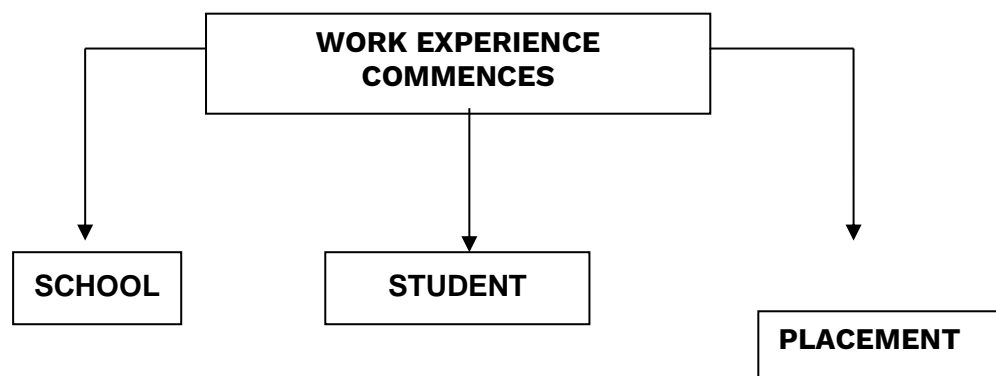 WORK EXPERIENCE
COMMENCES
SCHOOL
STUDENT
PLACEMENT